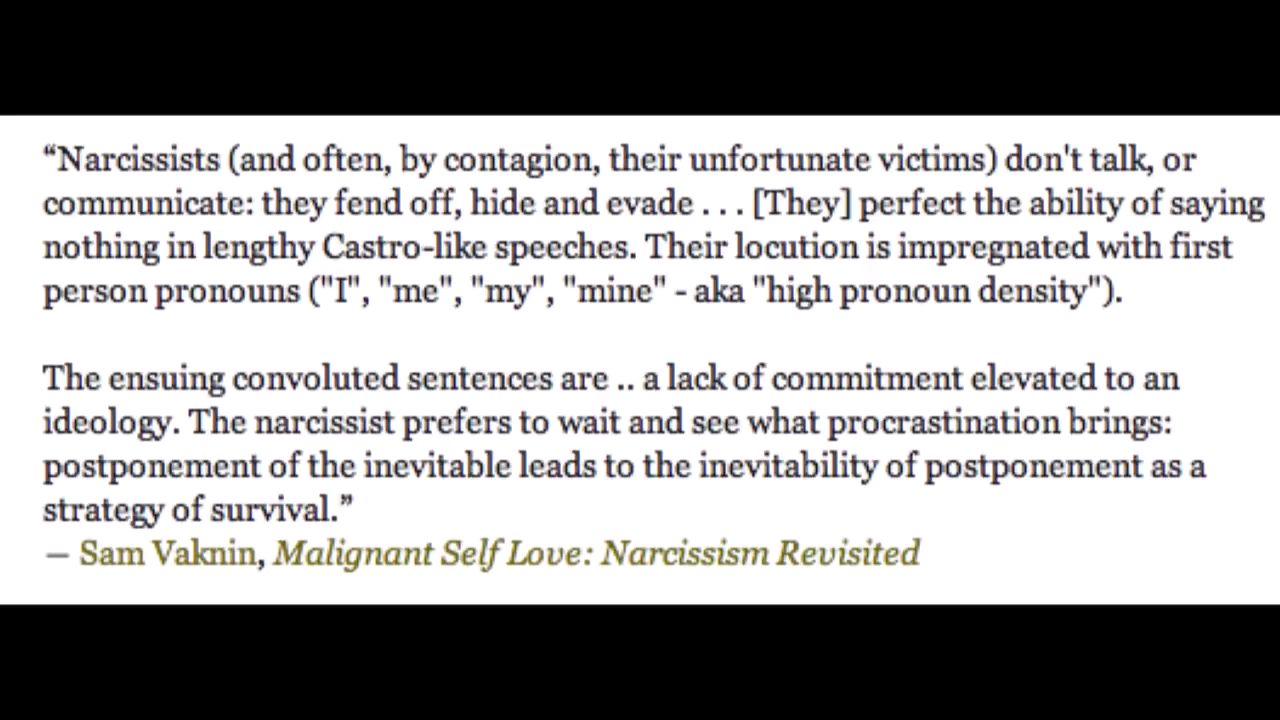 “Narcissists (and often, by contagion, their unfortunate victims) don't talk, or
communicate: they fend off, hide and evade . . . [They] perfect the ability of saying
nothing in lengthy Castro-like speeches. Their locution is impregnated with first
person pronouns ("I", "me", "my", "mine" - aka "high pronoun density").
The ensuing convoluted sentences are .. a lack of commitment elevated to an
ideology. The narcissist prefers to wait and see what procrastination brings:
postponement of the inevitable leads to the inevitability of postponement as a
strategy of survival.”
— Sam Vaknin, Malignant Self Love: Narcissism Revisited